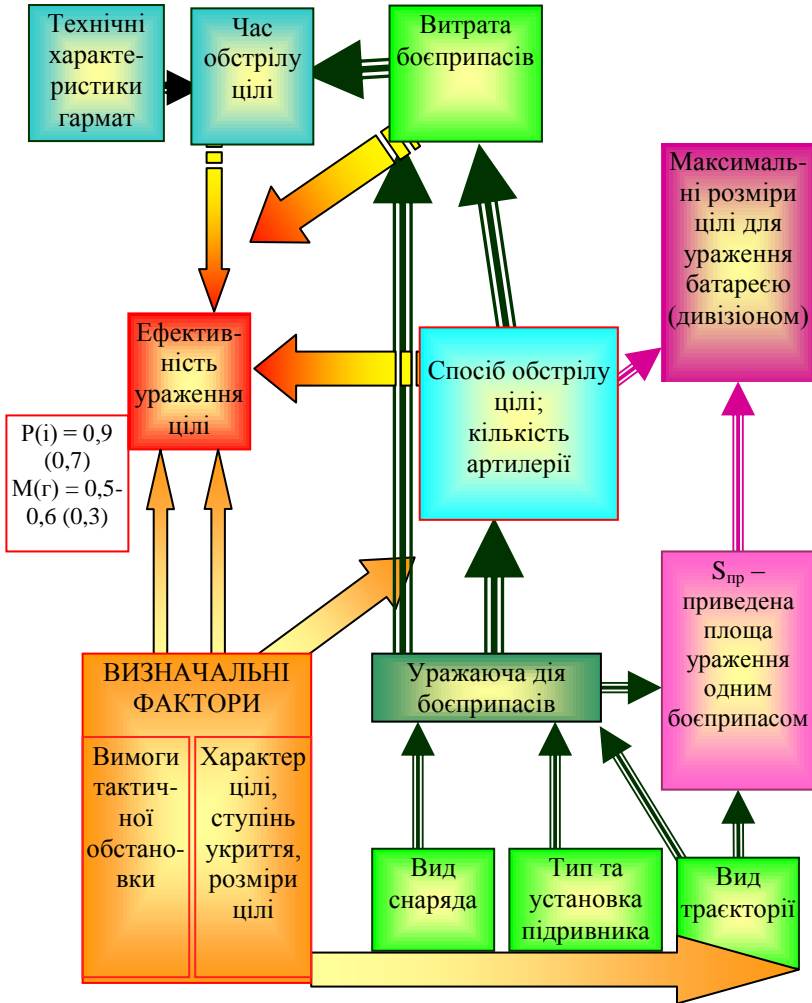 Технічні
характе-
ристики
гармат
Час
обстрілу
цілі
Витрата
боєприпасів
Максималь-
ні розміри
цілі для
ураження
батареєю
(дивізіоном)
Ефектив-
ність
ураження
цілі
Спосіб обстрілу
цілі;
кількість
артилерії
P(і) = 0,9
(0,7)
М(г) = 0,5-
0,6 (0,3)
Sпр –
приведена
площа
ураження
одним
боєприпасом
ВИЗНАЧАЛЬНІ
ФАКТОРИ
Уражаюча дія
боєприпасів
Вимоги
тактич-
ної
обстано-
вки
Характер
цілі,
ступінь
укриття,
розміри
цілі
Вид
снаряда
Тип та
установка
підривника
Вид
траєкторії